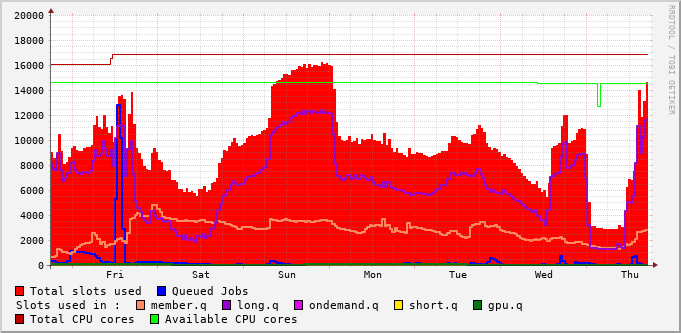 20000
18000
16000
14000
12000
10000
8000
6000
4000
2000
0
Fri Sat Sun Mon Tue Wed Thu
RRDTOOL / TOBI OETIKER
Total slots used Queued Jobs
Slots used in : member.q long.q ondemand.q short.q gpu.q
Total CPU cores Available CPU cores